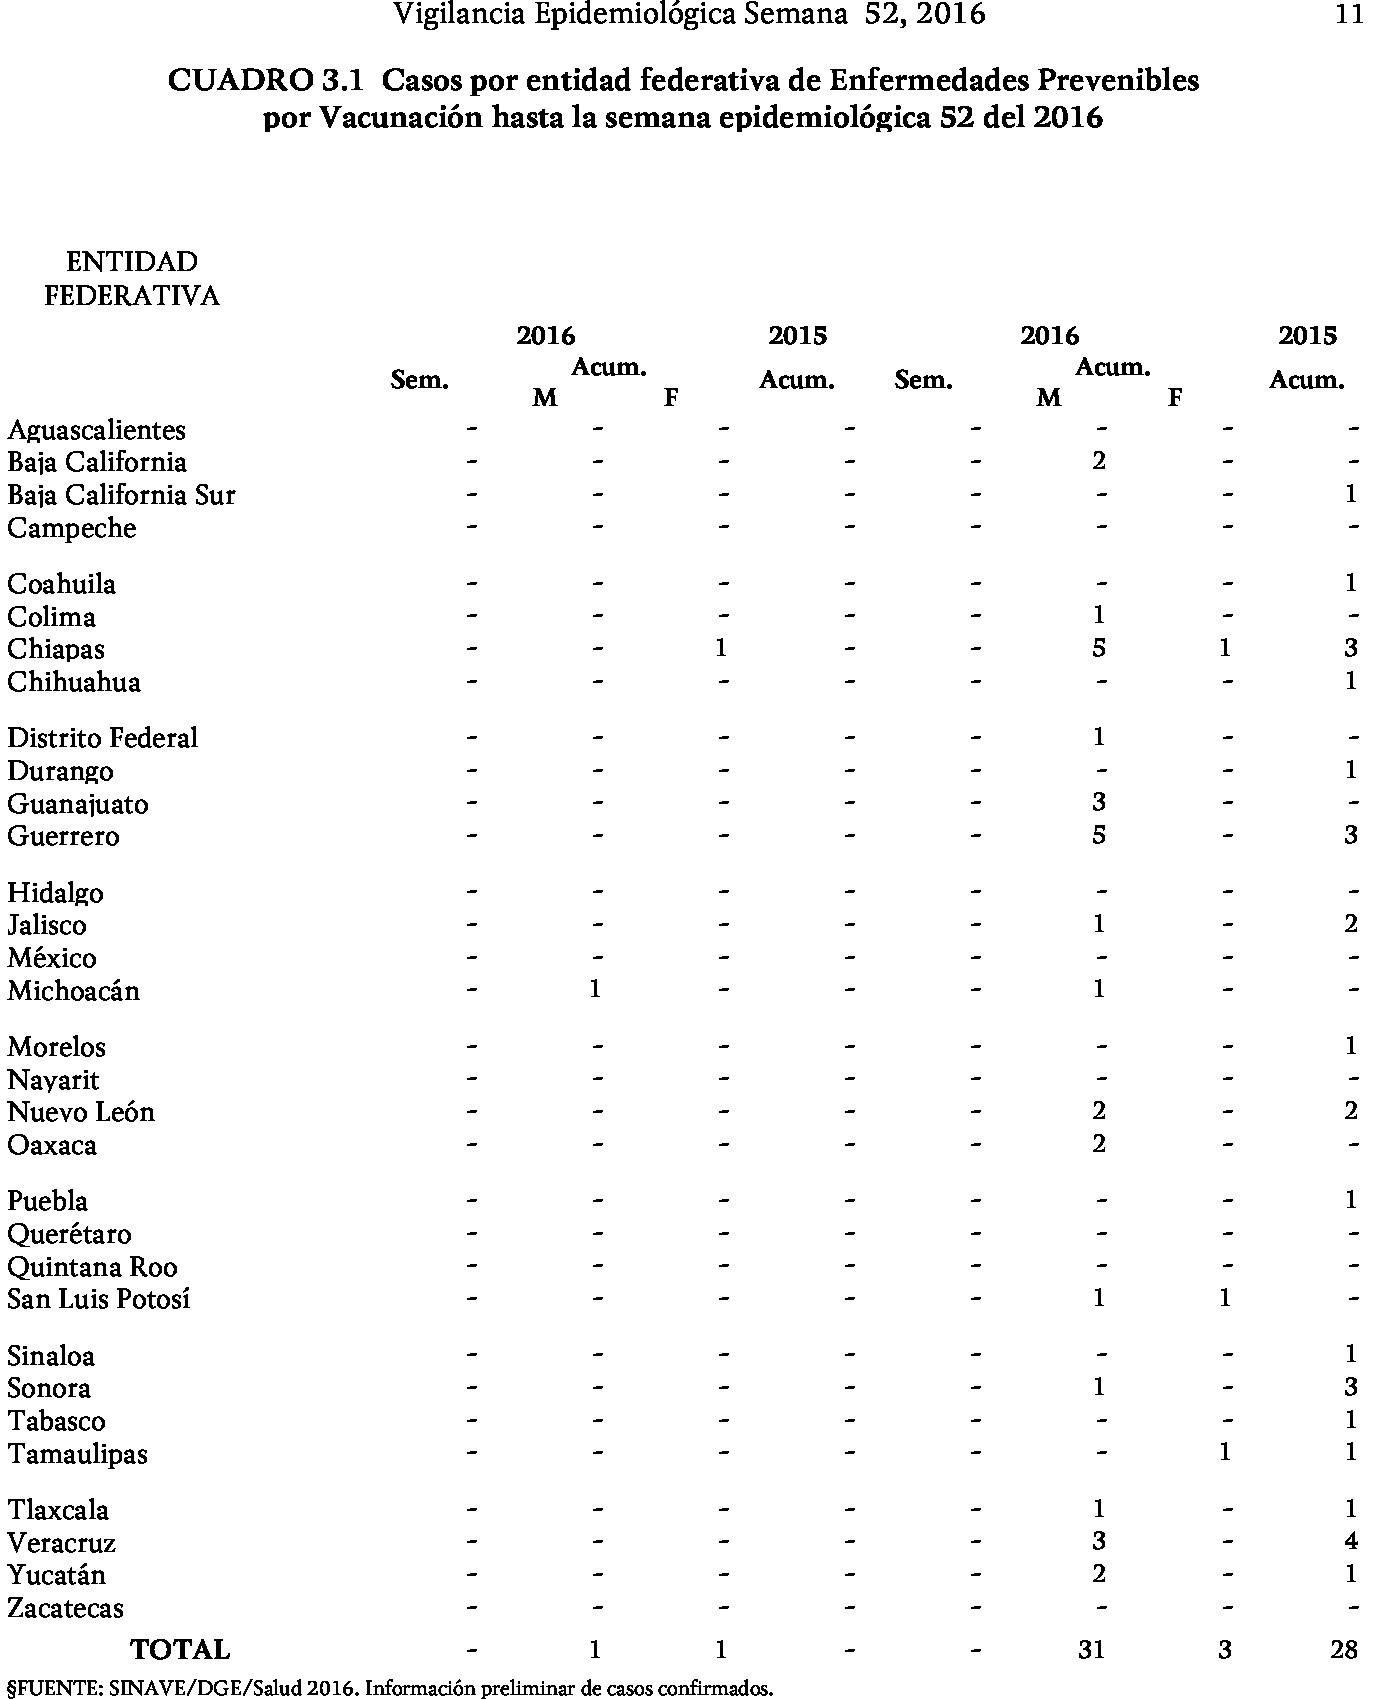 Vigilancia Epidemiológica Semana 52, 2016 11
CUADRO 3.1 Casos por entidad federativa de Enfermedades Prevenibles
por Vacunación hasta la semana epidemiológica 52 del 2016
ENTIDAD
FEDERATIVA
2016 2015 2016 2015
Sem. Acum. Acum. Sem. Acum. Acum.
M F M F
Aguascalientes - - - - - - - -
Baja California - - - - - 2 - -
Baja California Sur - - - - - - - 1
Campeche - - - - - - - -
Coahuila - - - - - - - 1
Colima - - - - - 1 - -
Chiapas - - 1 - - 5 1 3
Chihuahua - - - - - - - 1
Distrito Federal - - - - - 1 - -
Durango - - - - - - - 1
Guanajuato - - - - - 3 - -
Guerrero - - - - - 5 - 3
Hidalgo - - - - - - - -
Jalisco - - - - - 1 - 2
México - - - - - - - -
Michoacán - 1 - - - 1 - -
Morelos - - - - - - - 1
Nayarit - - - - - - - -
Nuevo León - - - - - 2 - 2
Oaxaca - - - - - 2 - -
Puebla - - - - - - - 1
Querétaro - - - - - - - -
Quintana Roo - - - - - - - -
San Luis Potosí - - - - - 1 1 -
Sinaloa - - - - - - - 1
Sonora - - - - - 1 - 3
Tabasco - - - - - - - 1
Tamaulipas - - - - - - 1 1
Tlaxcala - - - - - 1 - 1
Veracruz - - - - - 3 - 4
Yucatán - - - - - 2 - 1
Zacatecas - - - - - - - -
TOTAL - 1 1 - - 31 3 28
§FUENTE: SINAVE/DGE/Salud 2016. Información preliminar de casos confirmados.